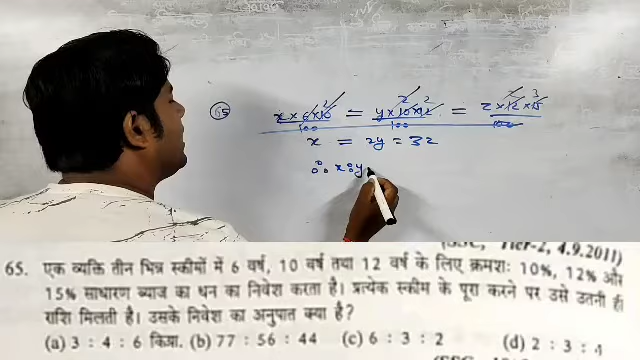 65 x × 6 × 10 / 100 = y × 10 × 12 / 100 = z × 12 × 15 / 100
x = 2y = 3z
∴ x : y
(SSC, Tier-2, 4.9.2011)
65. एक व्यक्ति तीन भिन्न स्कीमों में 6 वर्ष, 10 वर्ष तथा 12 वर्ष के लिए क्रमशः 10%, 12% और
15% साधारण ब्याज का धन का निवेश करता है। प्रत्येक स्कीम के पूरा करने पर उसे उतनी ही
राशि मिलती है। उसके निवेश का अनुपात क्या है?
(a) 3 : 4 : 6 किग्रा. (b) 77 : 56 : 44 (c) 6 : 3 : 2 (d) 2 : 3 : 4